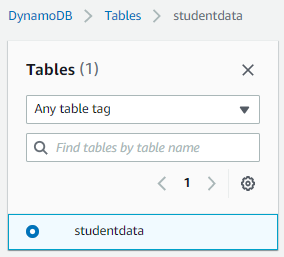 DynamoDB > Tables > studentdata
Tables (1)
Any table tag
Find tables by table name
1
studentdata